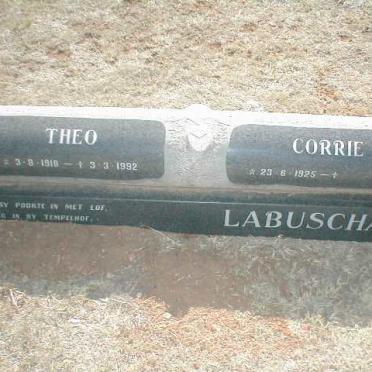 THEO
☆ 3·8·1918 – † 3·3·1992
CORRIE
☆ 23·6·1925 – †
SY POORTE IN MET LOF.
IN SY TEMPELHOF.
LABUSCHA